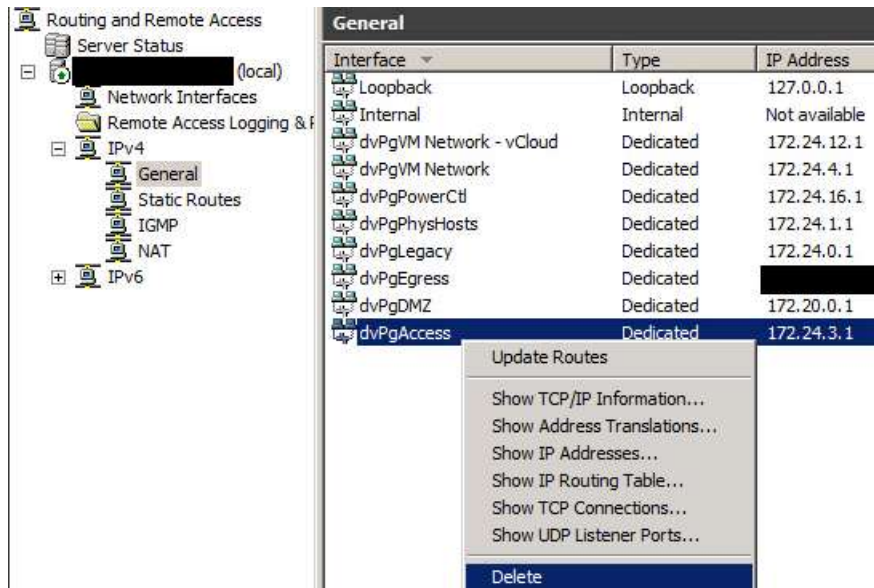 Routing and Remote Access
Server Status
(local)
Network Interfaces
Remote Access Logging &
IPv4
General
Static Routes
IGMP
NAT
IPv6
General
Interface Type IP Address
Loopback Loopback 127.0.0.1
Internal Internal Not available
dvPgVM Network - vCloud Dedicated 172.24.12.1
dvPgVM Network Dedicated 172.24.4.1
dvPgPowerCtl Dedicated 172.24.16.1
dvPgPhysHosts Dedicated 172.24.1.1
dvPgLegacy Dedicated 172.24.0.1
dvPgEgress Dedicated
dvPgDMZ Dedicated 172.20.0.1
dvPgAccess Dedicated 172.24.3.1
Update Routes
Show TCP/IP Information...
Show Address Translations...
Show IP Addresses...
Show IP Routing Table...
Show TCP Connections...
Show UDP Listener Ports...
Delete